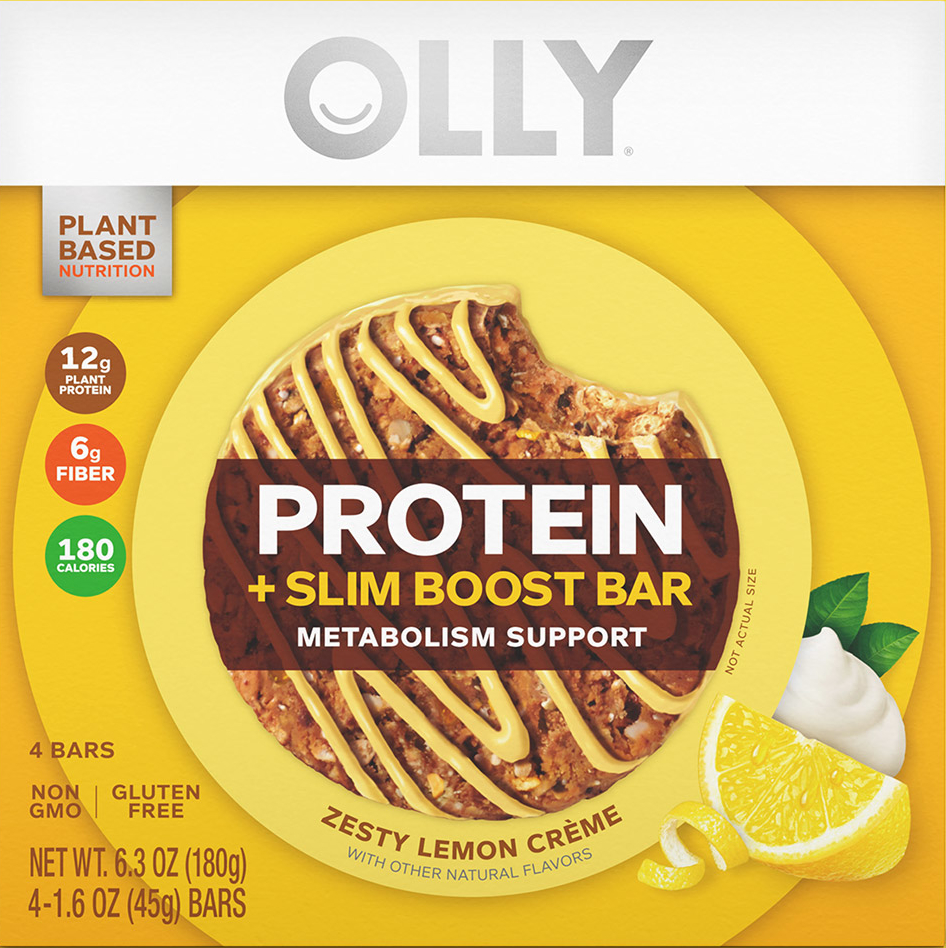 OLLY®
PLANT
BASED
NUTRITION
12g
PLANT
PROTEIN
6g
FIBER
180
CALORIES
PROTEIN
+ SLIM BOOST BAR
METABOLISM SUPPORT
NOT ACTUAL SIZE
4 BARS
NON
GMO
GLUTEN
FREE
NET WT. 6.3 OZ (180g)
4-1.6 OZ (45g) BARS
ZESTY LEMON CRÈME
WITH OTHER NATURAL FLAVORS